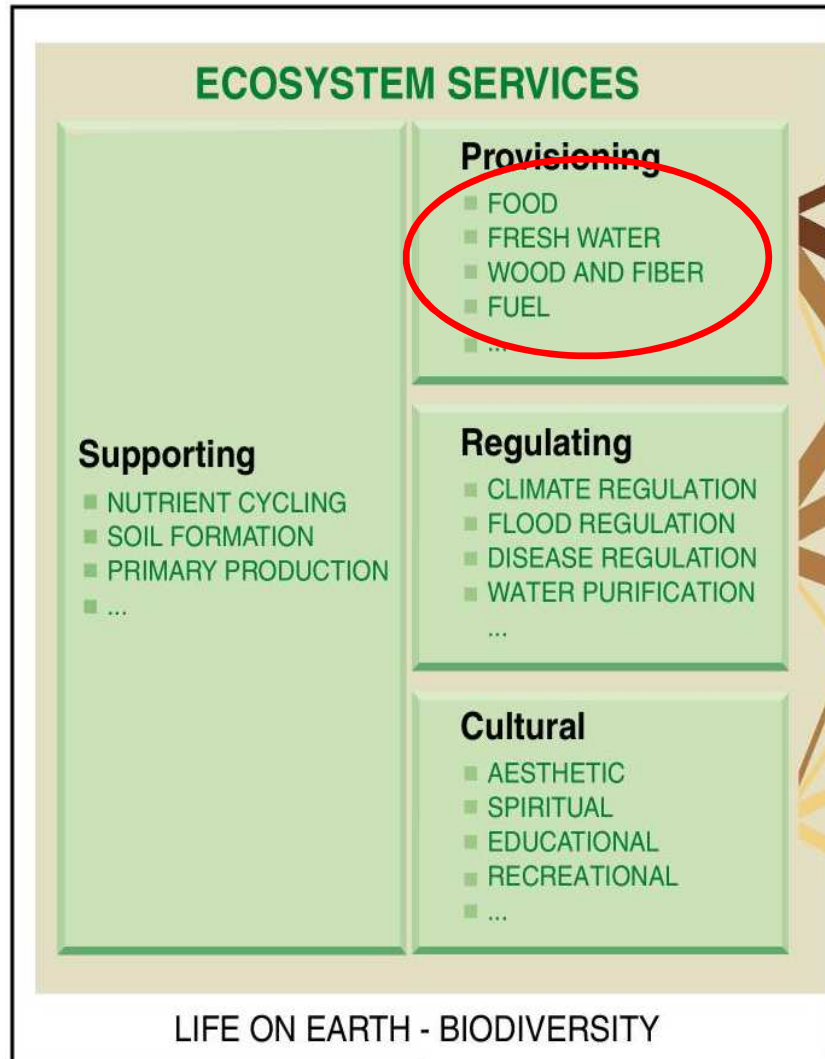 ECOSYSTEM SERVICES
Supporting
NUTRIENT CYCLING
SOIL FORMATION
PRIMARY PRODUCTION
...
Provisioning
FOOD
FRESH WATER
WOOD AND FIBER
FUEL
...
Regulating
CLIMATE REGULATION
FLOOD REGULATION
DISEASE REGULATION
WATER PURIFICATION
...
Cultural
AESTHETIC
SPIRITUAL
EDUCATIONAL
RECREATIONAL
...
LIFE ON EARTH - BIODIVERSITY